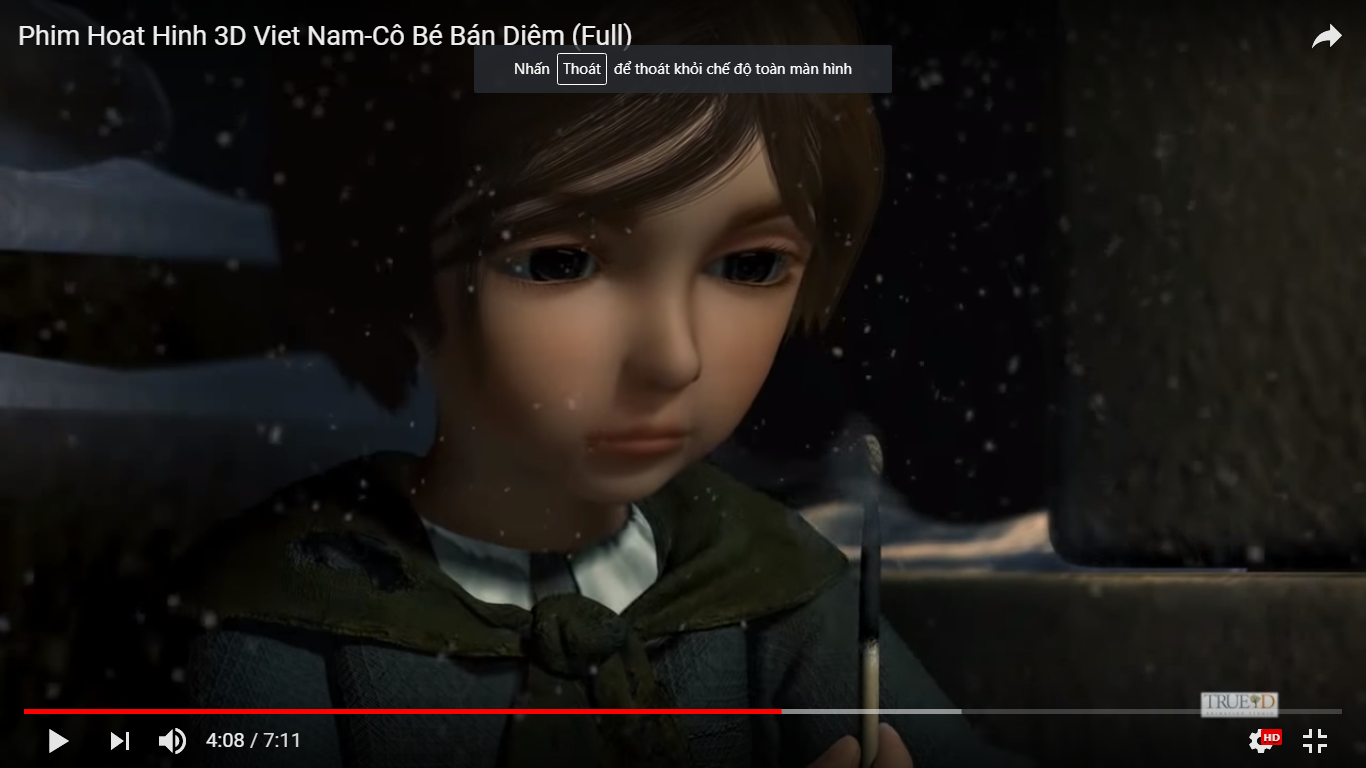 Phim Hoat Hinh 3D Viet Nam-Cô Bé Bán Diêm (Full)
Nhấn Thoát để thoát khỏi chế độ toàn màn hình
TRUE D
4:08 / 7:11
HD